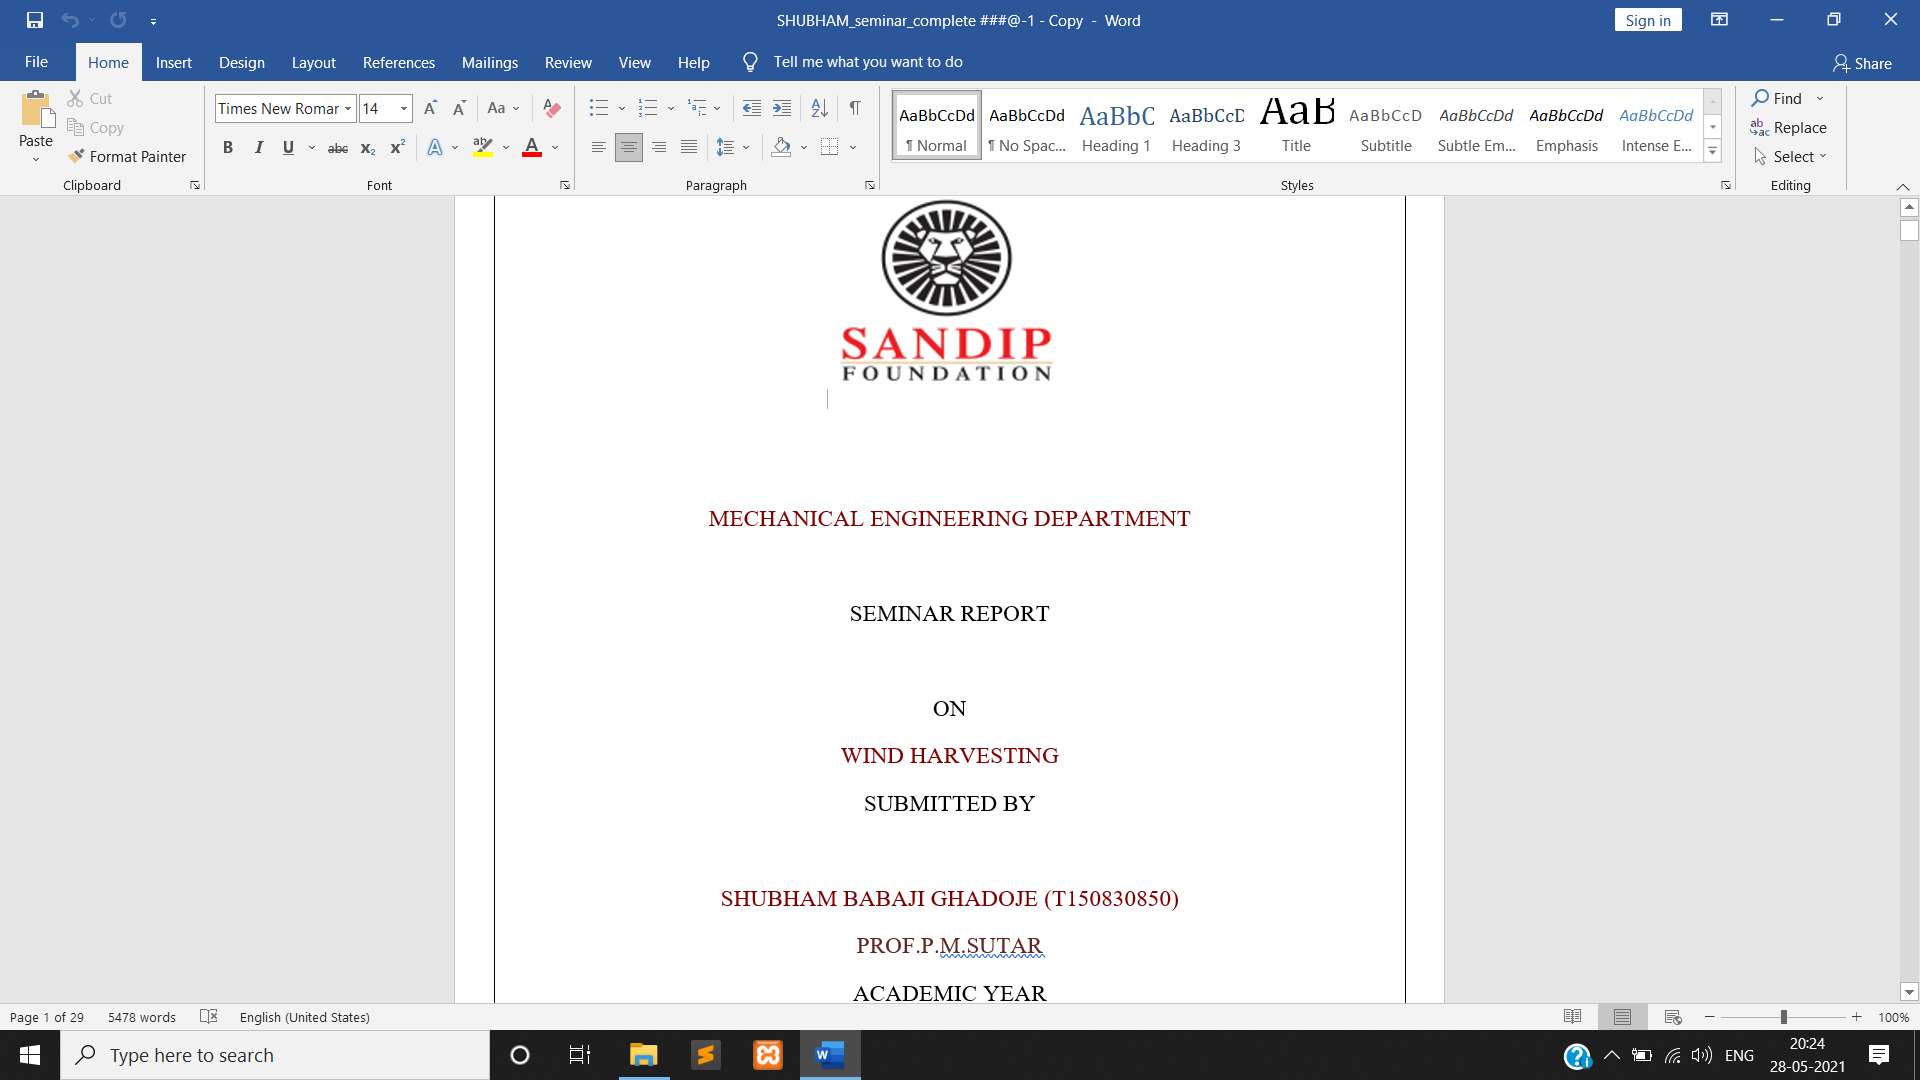 SHUBHAM_seminar_complete ###@-1 - Copy - Word
Sign in
File Home Insert Design Layout References Mailings Review View Help Tell me what you want to do Share
Paste
Cut
Copy
Format Painter
Clipboard
Times New Romar 14 Aa
B I U abc x₂ x² A ab A
Font
Paragraph
AaBbCcDd AaBbCcDd AaBbC AaBbCcD AaB AaBbCcD AaBbCcDd AaBbCcDd AaBbCcDd
¶ Normal ¶ No Spac... Heading 1 Heading 3 Title Subtitle Subtle Em... Emphasis Intense E...
Styles
Find
Replace
Select
Editing
SANDIP
FOUNDATION
MECHANICAL ENGINEERING DEPARTMENT
SEMINAR REPORT
ON
WIND HARVESTING
SUBMITTED BY
SHUBHAM BABAJI GHADOJE (T150830850)
PROF.P.M.SUTAR
ACADEMIC YEAR
Page 1 of 29 5478 words English (United States) 100%
Type here to search
ENG
20:24
28-05-2021